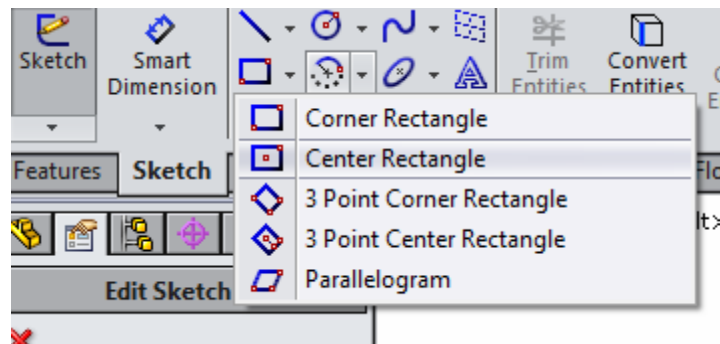 Sketch
Smart
Dimension
Trim
Entities
Convert
Entities
Corner Rectangle
Center Rectangle
3 Point Corner Rectangle
3 Point Center Rectangle
Parallelogram
Features
Sketch
Edit Sketch